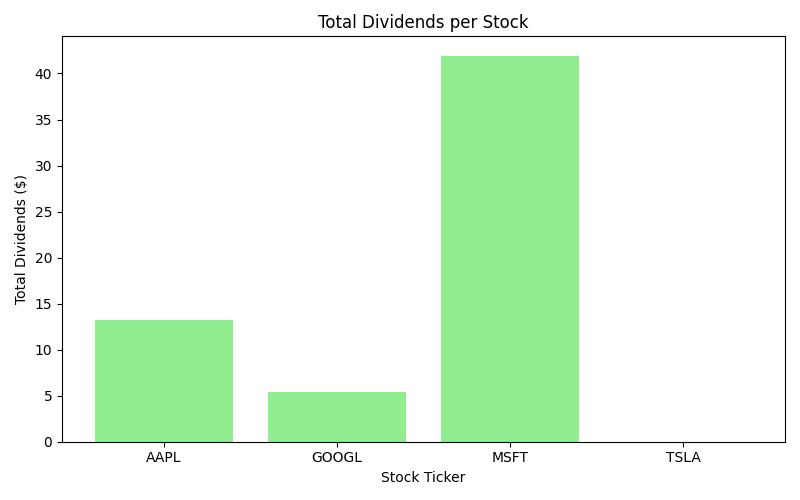 Total Dividends per Stock
Total Dividends ($)
40
35
30
25
20
15
10
5
0
AAPL GOOGL MSFT TSLA
Stock Ticker